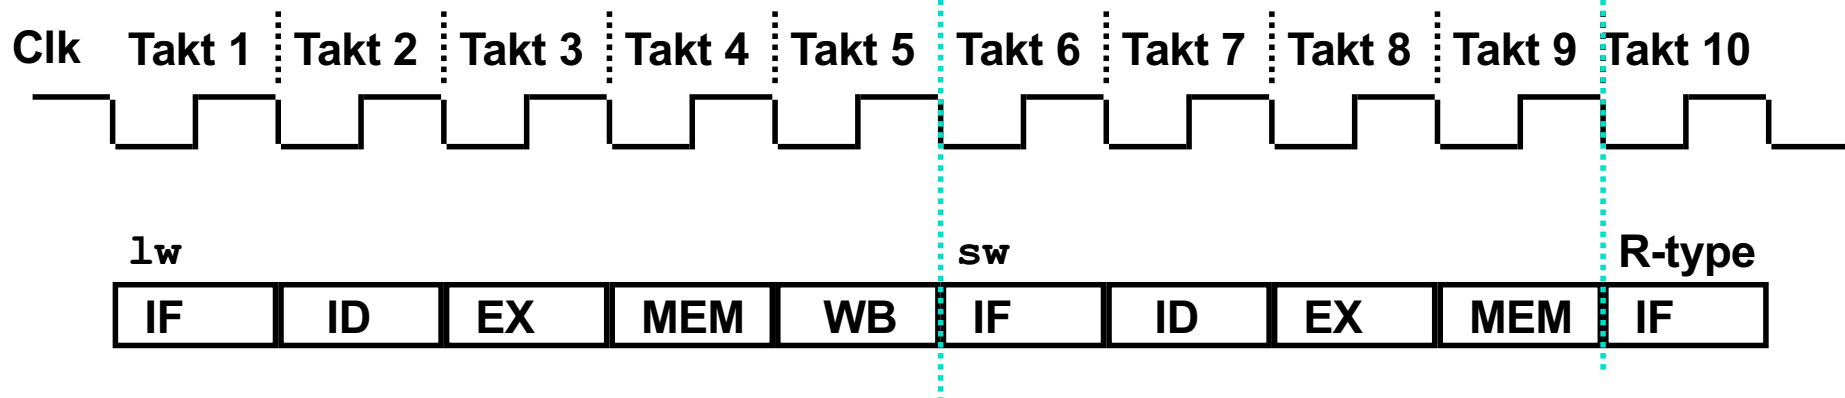 Clk Takt 1 Takt 2 Takt 3 Takt 4 Takt 5 Takt 6 Takt 7 Takt 8 Takt 9 Takt 10
lw sw R-type
IF ID EX MEM WB IF ID EX MEM IF